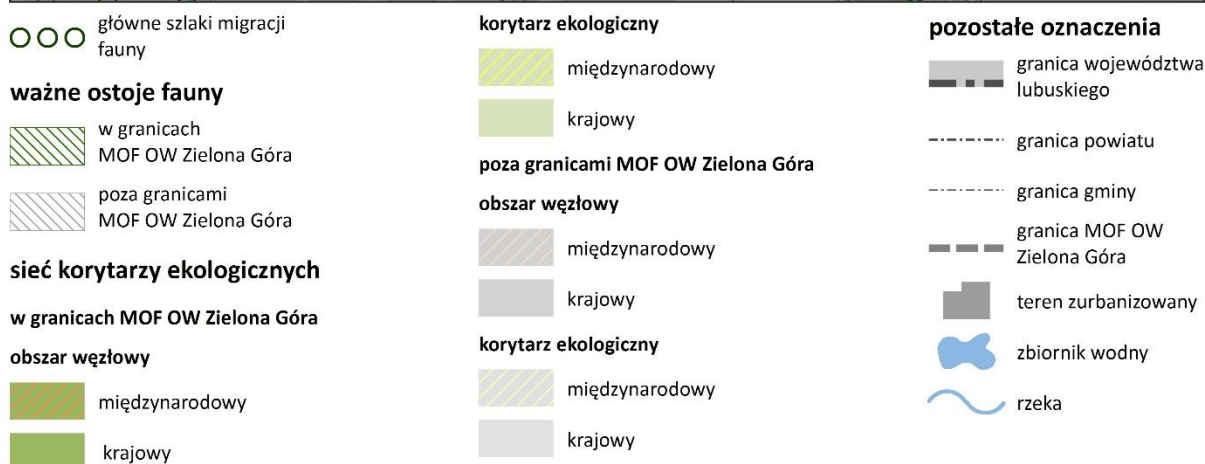 główne szlaki migracji
fauny
ważne ostoje fauny
w granicach
MOF OW Zielona Góra
poza granicami
MOF OW Zielona Góra
sieć korytarzy ekologicznych
w granicach MOF OW Zielona Góra
obszar węzłowy
międzynarodowy
krajowy
korytarz ekologiczny
międzynarodowy
krajowy
poza granicami MOF OW Zielona Góra
obszar węzłowy
międzynarodowy
krajowy
korytarz ekologiczny
międzynarodowy
krajowy
pozostałe oznaczenia
granica województwa
lubuskiego
granica powiatu
granica gminy
granica MOF OW
Zielona Góra
teren zurbanizowany
zbiornik wodny
rzeka